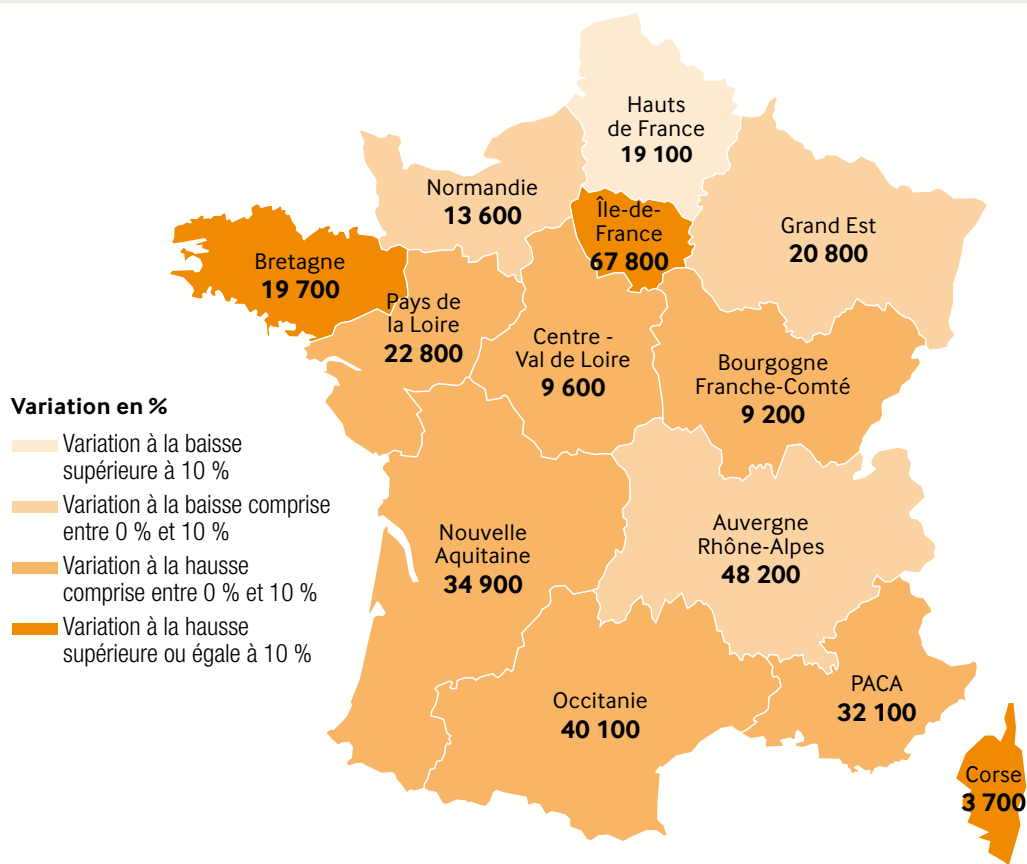 Hauts
de France
19 100
Normandie
13 600
Île-de-
France
67 800
Grand Est
20 800
Bretagne
19 700
Pays de
la Loire
22 800
Centre -
Val de Loire
9 600
Bourgogne
Franche-Comté
9 200
Variation en %
Variation à la baisse
supérieure à 10 %
Variation à la baisse comprise
entre 0 % et 10 %
Variation à la hausse
comprise entre 0 % et 10 %
Variation à la hausse
supérieure ou égale à 10 %
Nouvelle
Aquitaine
34 900
Auvergne
Rhône-Alpes
48 200
Occitanie
40 100
PACA
32 100
Corse
3 700